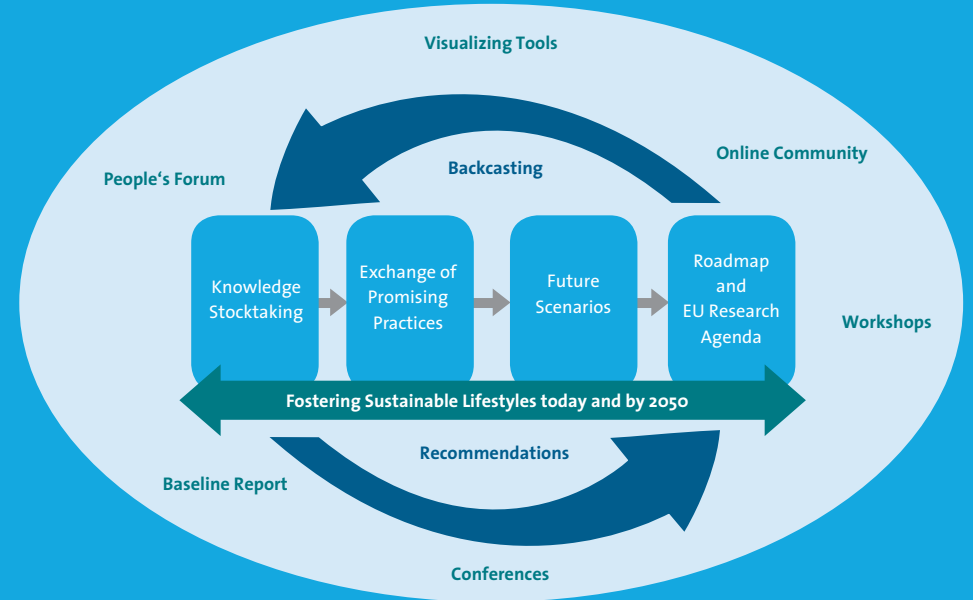 Visualizing Tools
Online Community
People‘s Forum
Backcasting
Knowledge
Stocktaking
Exchange of
Promising
Practices
Future
Scenarios
Roadmap
and
EU Research
Agenda
Workshops
Fostering Sustainable Lifestyles today and by 2050
Recommendations
Baseline Report
Conferences